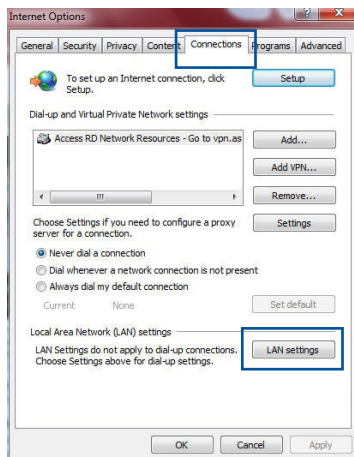 Internet Options
General Security Privacy Content Connections Programs Advanced
To set up an Internet connection, click
Setup.
Setup
Dial-up and Virtual Private Network settings
Access RD Network Resources - Go to vpn.as
Add...
Add VPN...
Remove...
Choose Settings if you need to configure a proxy
server for a connection.
Settings
Never dial a connection
Dial whenever a network connection is not present
Always dial my default connection
Current None
Set default
Local Area Network (LAN) settings
LAN Settings do not apply to dial-up connections.
Choose Settings above for dial-up settings.
LAN settings
OK Cancel Apply